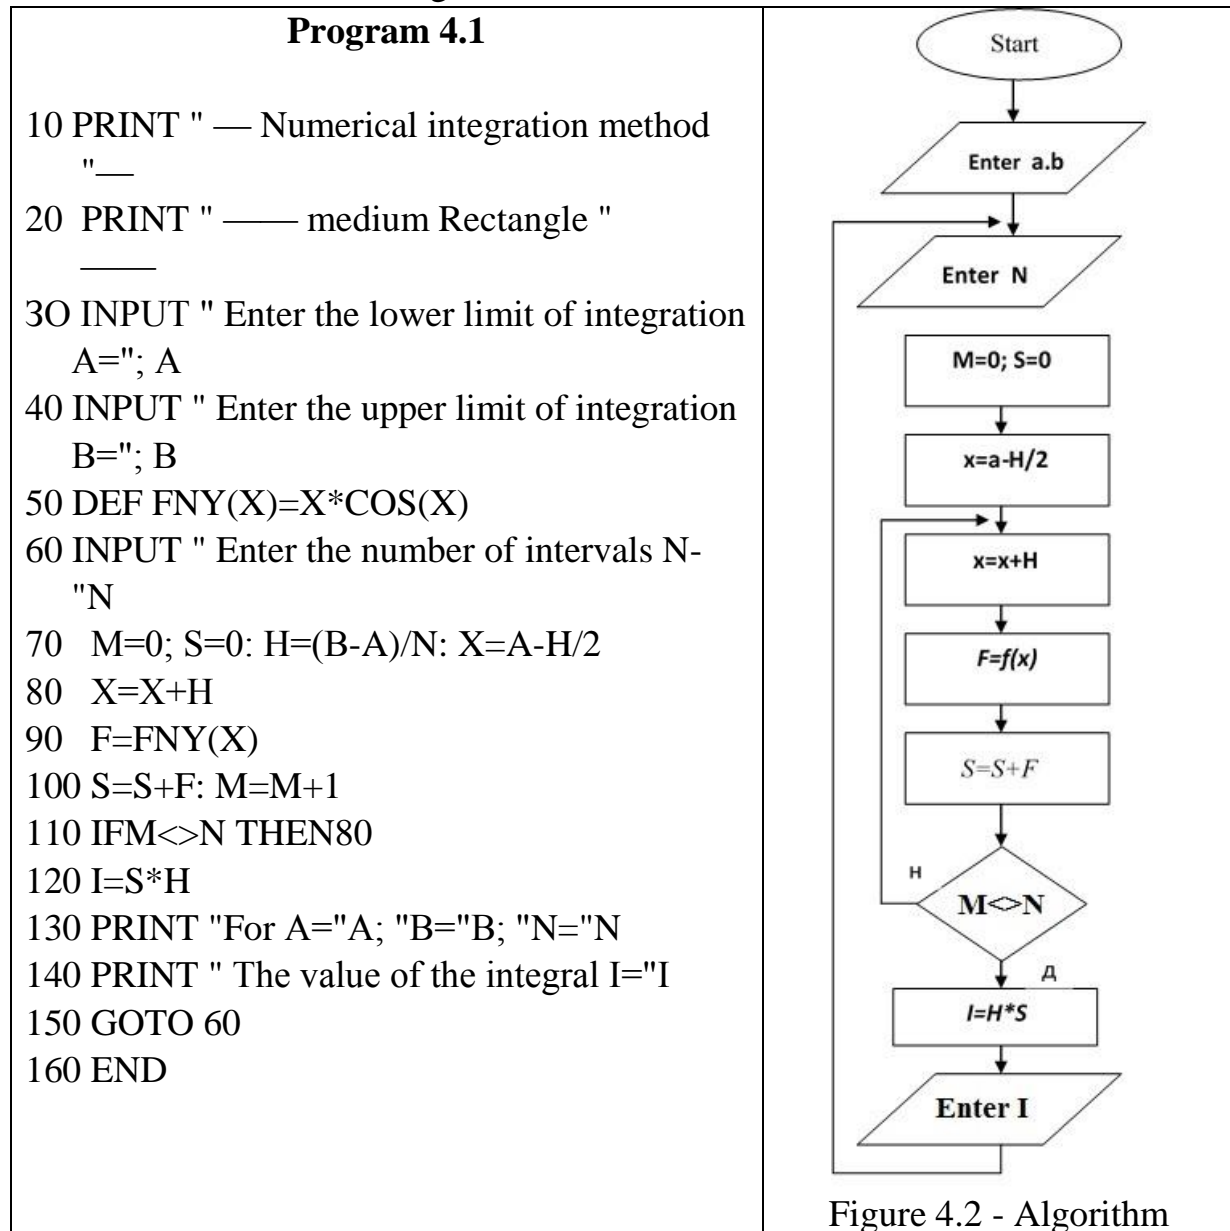 Program 4.1
10 PRINT " — Numerical integration method
"—
20 PRINT " —— medium Rectangle "
——
3O INPUT " Enter the lower limit of integration
A="; A
40 INPUT " Enter the upper limit of integration
B="; B
50 DEF FNY(X)=X*COS(X)
60 INPUT " Enter the number of intervals N-
"N
70 M=0; S=0: H=(B-A)/N: X=A-H/2
80 X=X+H
90 F=FNY(X)
100 S=S+F: M=M+1
110 IFM<>N THEN80
120 I=S*H
130 PRINT "For A="A; "B="B; "N="N
140 PRINT " The value of the integral I="I
150 GOTO 60
160 END
Start
Enter a.b
Enter N
M=0; S=0
x=a-H/2
x=x+H
F=f(x)
S=S+F
н
M<>N
д
I=H*S
Enter I
Figure 4.2 - Algorithm